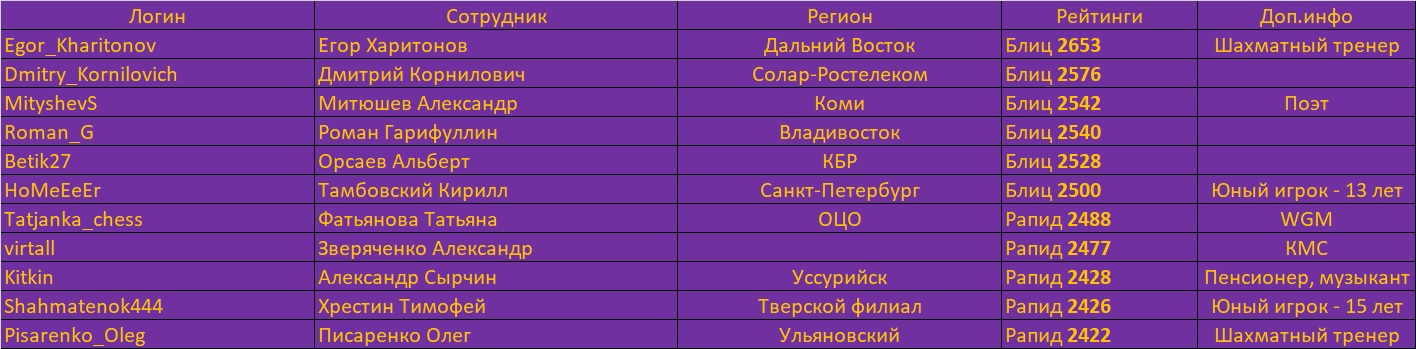 Логин Сотрудник Регион Рейтинги Доп.инфо
Egor_Kharitonov Егор Харитонов Дальний Восток Блиц 2653 Шахматный тренер
Dmitry_Kornilovich Дмитрий Корнилович Солар-Ростелеком Блиц 2576
MityshevS Митюшев Александр Коми Блиц 2542 Поэт
Roman_G Роман Гарифуллин Владивосток Блиц 2540
Betik27 Орсаев Альберт КБР Блиц 2528
HoMeEeEr Тамбовский Кирилл Санкт-Петербург Блиц 2500 Юный игрок - 13 лет
Tatjanka_chess Фатьянова Татьяна ОЦО Рапид 2488 WGM
virtall Зверяченко Александр Рапид 2477 КМС
Kitkin Александр Сырчин Уссурийск Рапид 2428 Пенсионер, музыкант
Shahmatenok444 Хрестин Тимофей Тверской филиал Рапид 2426 Юный игрок - 15 лет
Pisarenko_Oleg Писаренко Олег Ульяновский Рапид 2422 Шахматный тренер